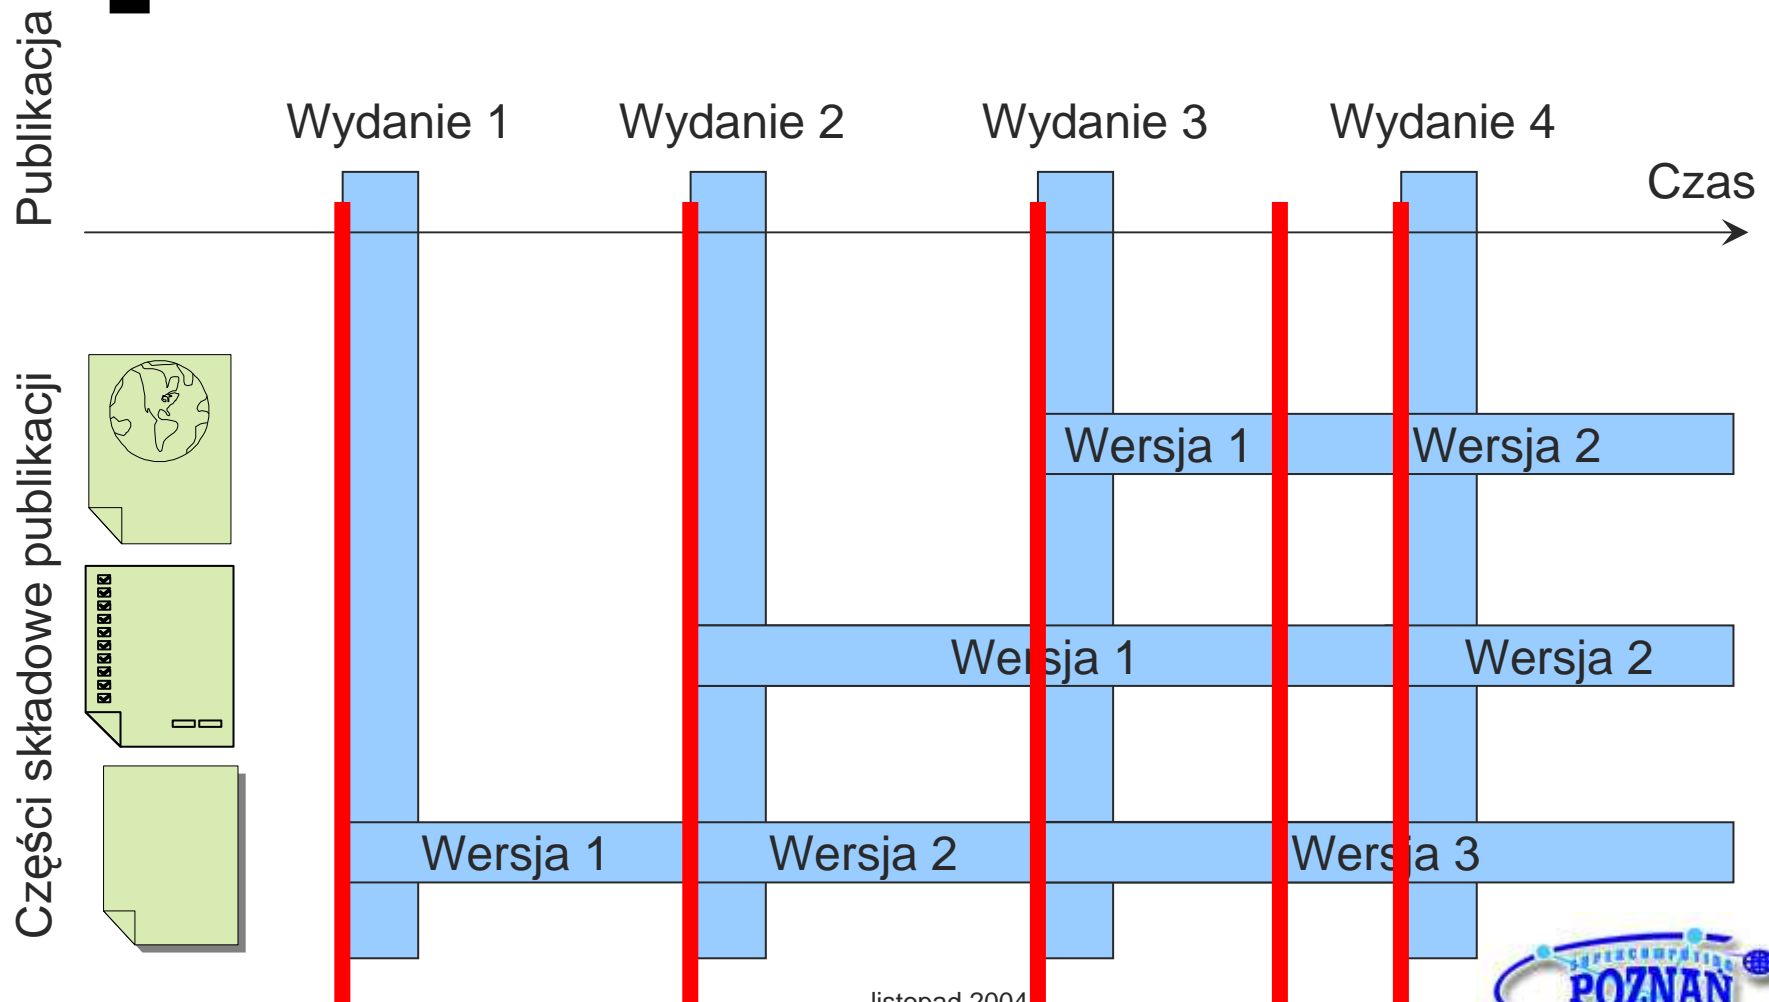 Publikacja
Wydanie 1
Wydanie 2
Wydanie 3
Wydanie 4
Czas
Części składowe publikacji
Wersja 1
Wersja 2
Wersja 1
Wersja 2
Wersja 1
Wersja 2
Wersja 3
listopad 2004
POZNAŃ